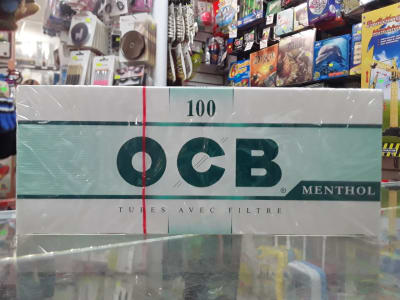 100
OCB®
MENTHOL
TUBES AVEC FILTRE